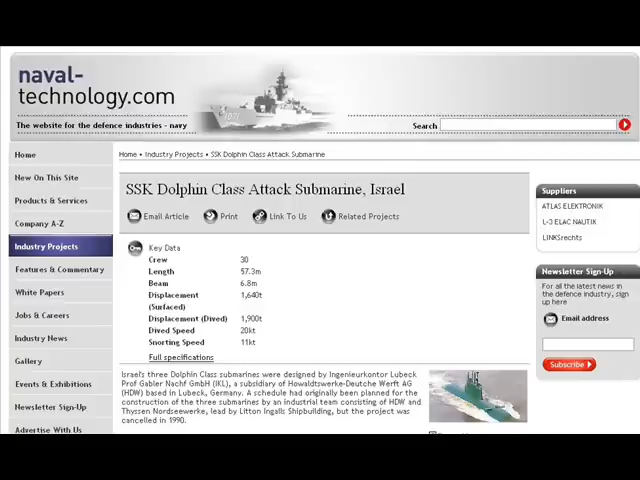 naval-
technology.com
The website for the defence industries - navy
Search
Home
New On This Site
Products & Services
Company A-Z
Industry Projects
Features & Commentary
White Papers
Jobs & Careers
Industry News
Gallery
Events & Exhibitions
Newsletter Sign-Up
Advertise With Us
Home • Industry Projects • SSK Dolphin Class Attack Submarine
SSK Dolphin Class Attack Submarine, Israel
Email Article Print Link To Us Related Projects
Key Data
Crew 30
Length 57.3m
Beam 6.8m
Displacement 1,640t
(Surfaced)
Displacement (Dived) 1,900t
Dived Speed 20kt
Snorting Speed 11kt
Full specifications
Israel's three Dolphin Class submarines were designed by Ingenieurkontor Lubeck
Prof Gabler Nachf GmbH (IKL), a subsidiary of Howaldtswerke-Deutche Werft AG
(HDW) based in Lubeck, Germany. A schedule had originally been planned for the
construction of the three submarines by an industrial team consisting of HDW and
Thyssen Nordseewerke, lead by Litton Ingalls Shipbuilding, but the project was
cancelled in 1990.
Suppliers
ATLAS ELEKTRONIK
L-3 ELAC NAUTIK
LINKSrechts
Newsletter Sign-Up
For all the latest news in
the defence industry, sign
up here
Email address
Subscribe